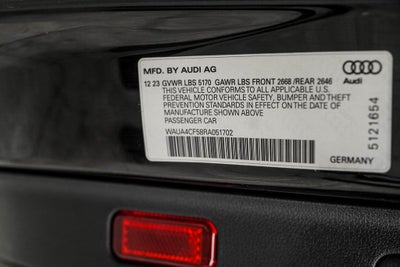 MFD. BY AUDI AG
12 23 GVWR LBS 5170 GAWR LBS FRONT 2668 /REAR 2646
THIS VEHICLE CONFORMS TO ALL APPLICABLE U.S.
FEDERAL MOTOR VEHICLE SAFETY, BUMPER AND THEFT
PREVENTION STANDARDS IN EFFECT ON THE DATE OF
MANUFACTURE SHOWN ABOVE
PASSENGER CAR
WAUA4CF58RA051702
Audi
5121654
GERMANY